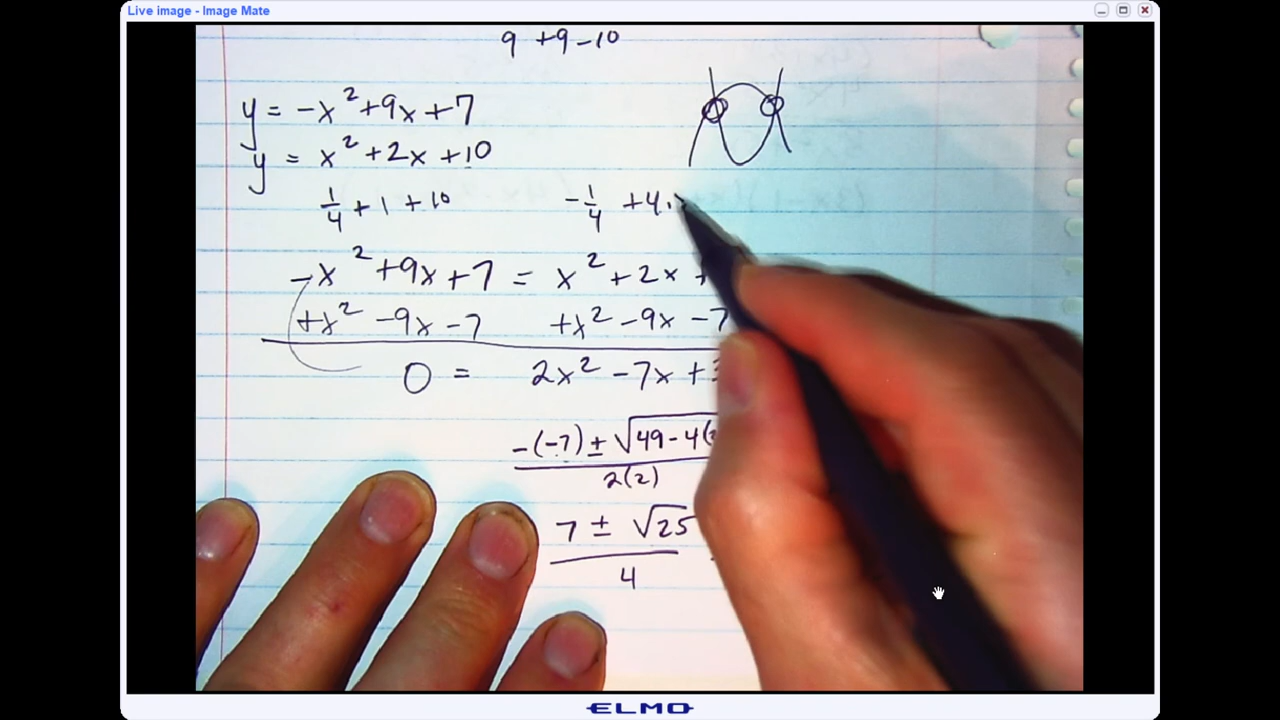 Live image - Image Mate
9 + 9 - 10
y = -x² + 9x + 7
y = x² + 2x + 10
1/4 + 1 + 10 -1/4 + 4.
-x² + 9x + 7 = x² + 2x +
+x² - 9x - 7 +x² - 9x - 7
0 = 2x² - 7x + 3
-(-7) ± √49 - 4(
2(2)
7 ± √25
4
ELMO